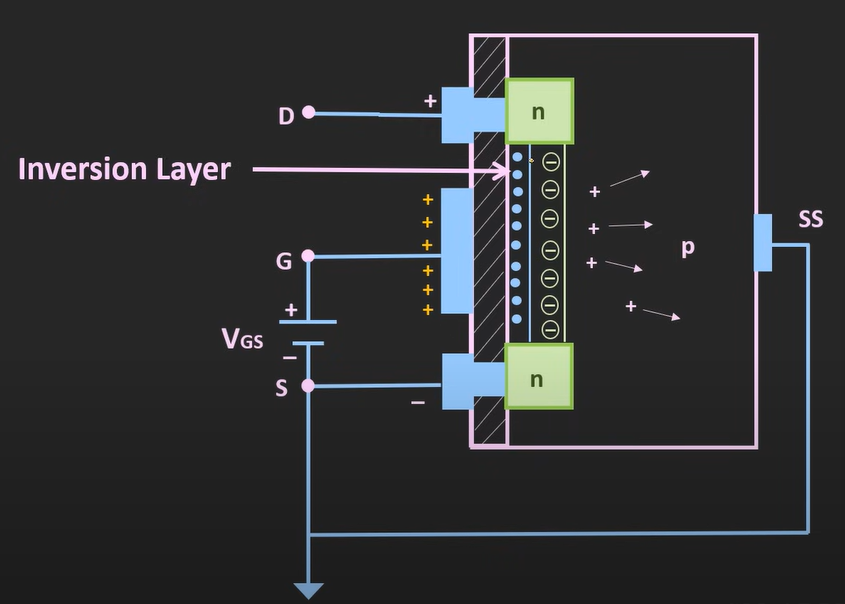 D
+
n
Inversion Layer
+
+
+
+
+
+
G
+
VGS
−
S
−
n
⊖
⊖
⊖
⊖
⊖
⊖
⊖
+
+
+
+
p
SS